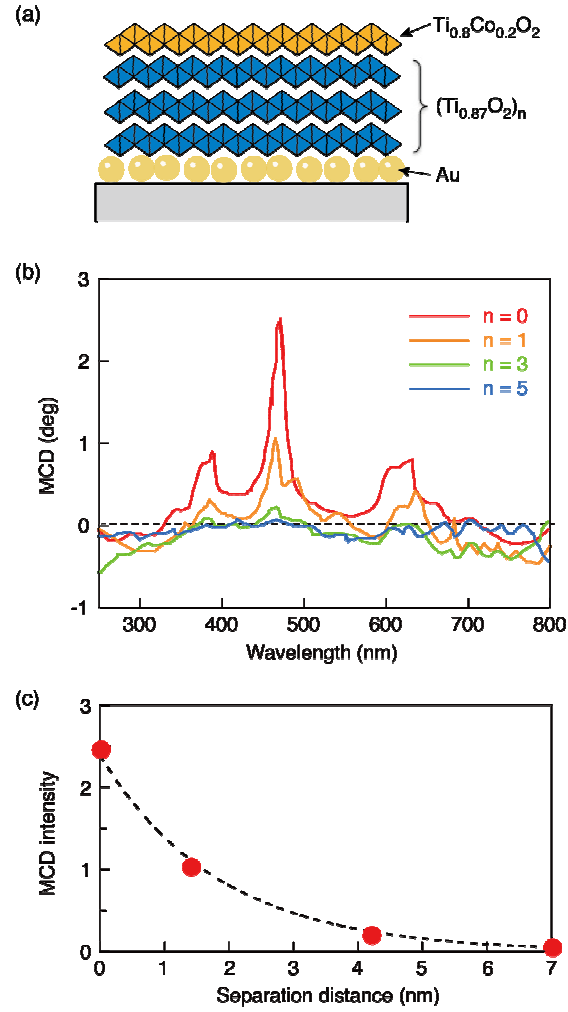 (a)
Ti0.8Co0.2O2
(Ti0.87O2)n
Au
(b)
3
2
1
0
-1
MCD (deg)
n = 0
n = 1
n = 3
n = 5
300 400 500 600 700 800
Wavelength (nm)
(c)
3
2
1
0
MCD intensity
0 1 2 3 4 5 6 7
Separation distance (nm)